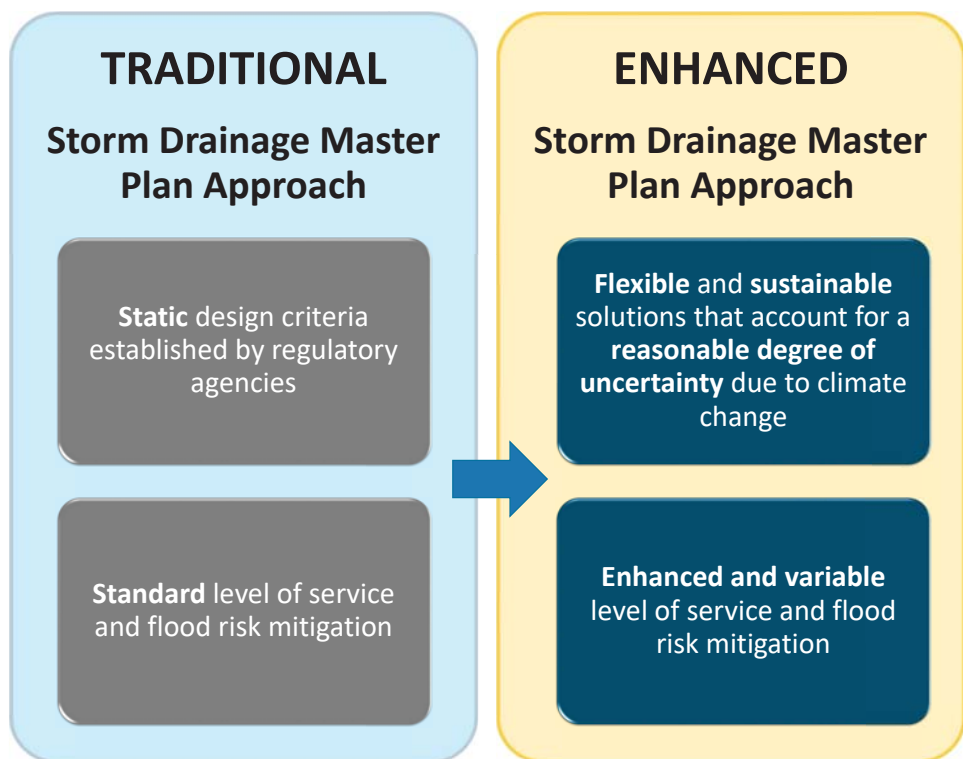 TRADITIONAL
Storm Drainage Master
Plan Approach
Static design criteria
established by regulatory
agencies
Standard level of service
and flood risk mitigation
ENHANCED
Storm Drainage Master
Plan Approach
Flexible and sustainable
solutions that account for a
reasonable degree of
uncertainty due to climate
change
Enhanced and variable
level of service and flood
risk mitigation